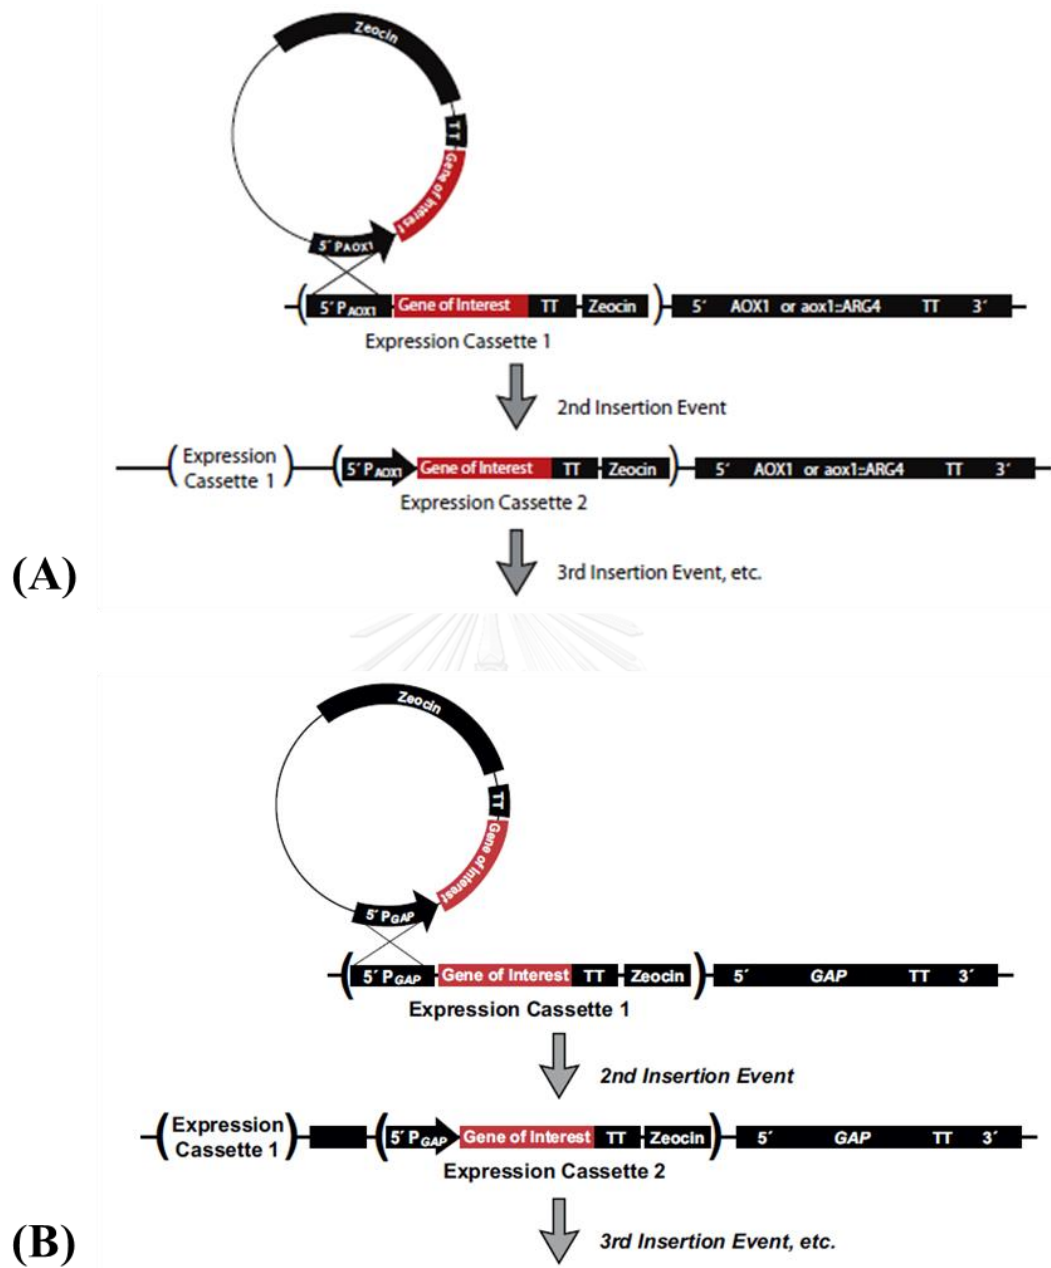 Zeocin
TT
Gene of Interest
5´ PAOX1
( 5´ PAOX1 Gene of Interest TT Zeocin ) 5´ AOX1 or aox1::ARG4 TT 3´
Expression Cassette 1
2nd Insertion Event
( Expression
Cassette 1 ) ( 5´ PAOX1 Gene of Interest TT Zeocin ) 5´ AOX1 or aox1::ARG4 TT 3´
Expression Cassette 2
(A)
3rd Insertion Event, etc.
Zeocin
TT
Gene of Interest
5´ PGAP
( 5´ PGAP Gene of Interest TT Zeocin ) 5´ GAP TT 3´
Expression Cassette 1
2nd Insertion Event
( Expression
Cassette 1 ) ( 5´ PGAP Gene of Interest TT Zeocin ) 5´ GAP TT 3´
Expression Cassette 2
(B)
3rd Insertion Event, etc.